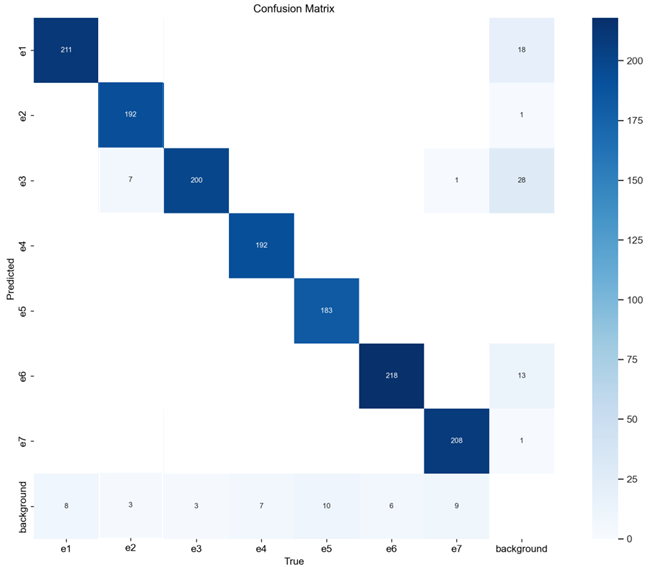 Confusion Matrix
e1 211 18
e2 192 1
e3 7 200 1 28
e4 192
e5 183
e6 218 13
e7 208 1
background 8 3 3 7 10 6 9
e1 e2 e3 e4 e5 e6 e7 background
True
Predicted
200
175
150
125
100
75
50
25
0